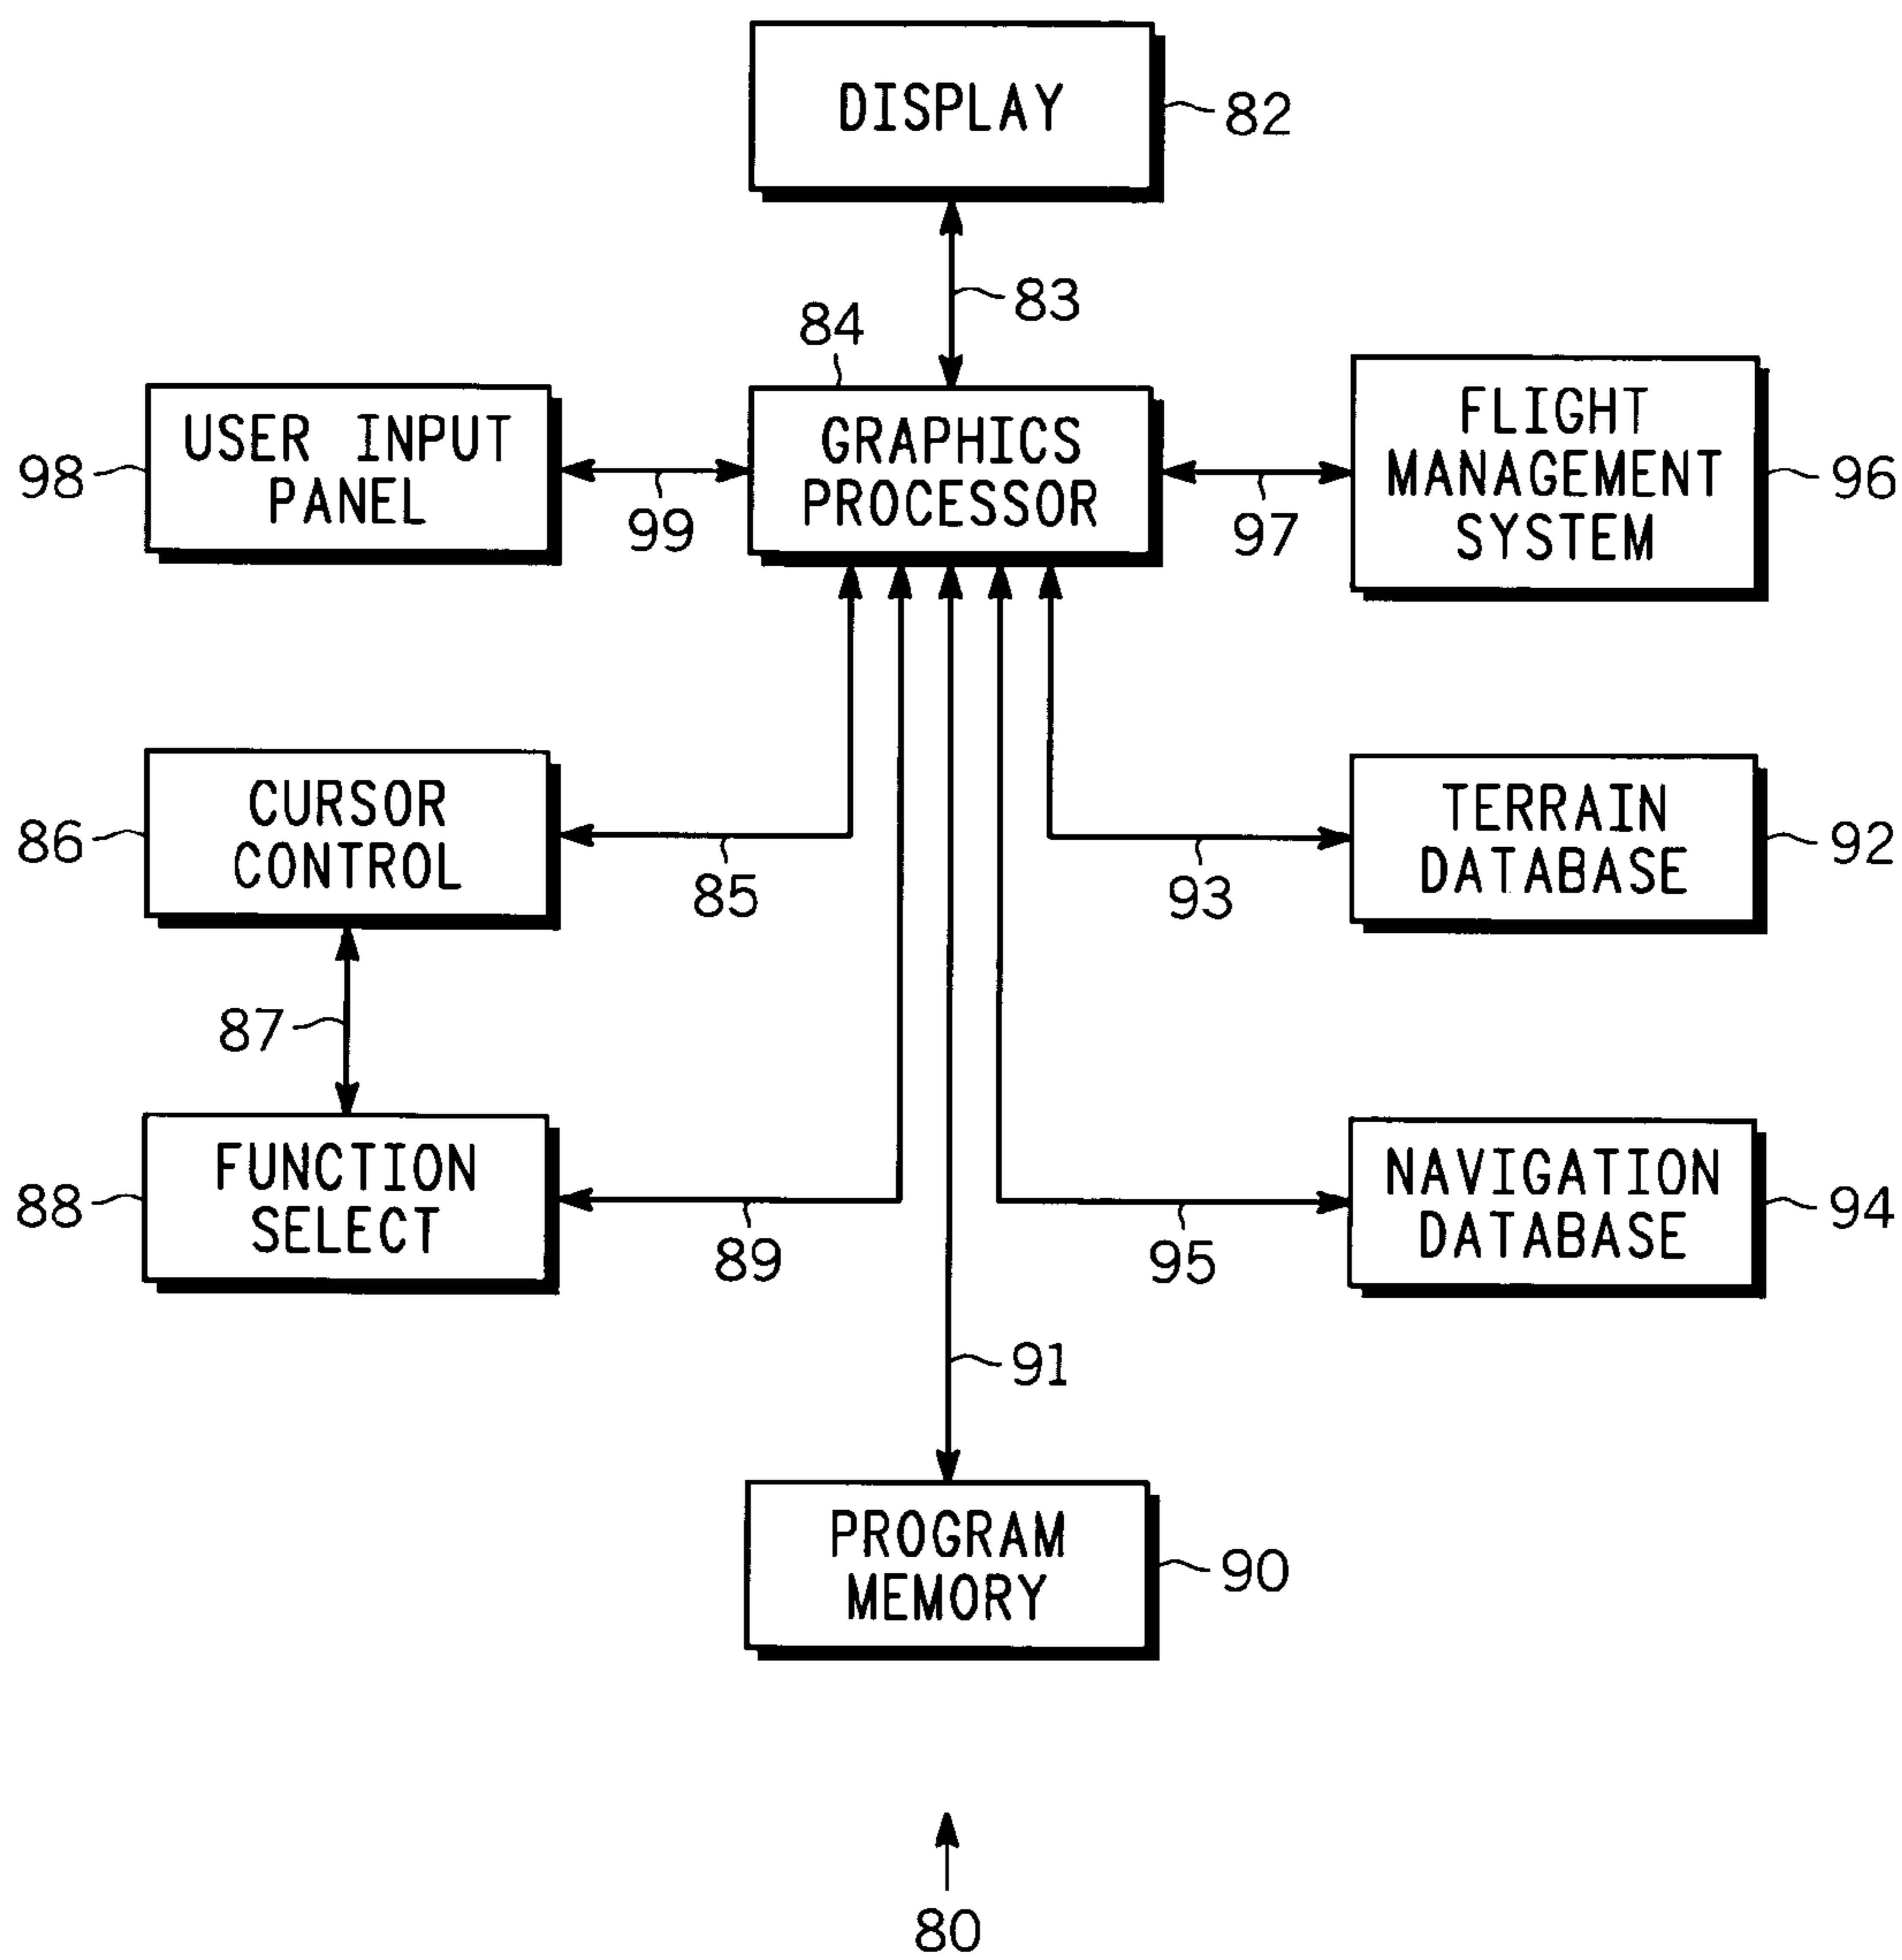 DISPLAY
82
83
84
USER INPUT
PANEL
98
99
GRAPHICS
PROCESSOR
97
FLIGHT
MANAGEMENT
SYSTEM
96
CURSOR
CONTROL
86
85
93
TERRAIN
DATABASE
92
87
FUNCTION
SELECT
88
89
95
NAVIGATION
DATABASE
94
91
PROGRAM
MEMORY
90
80